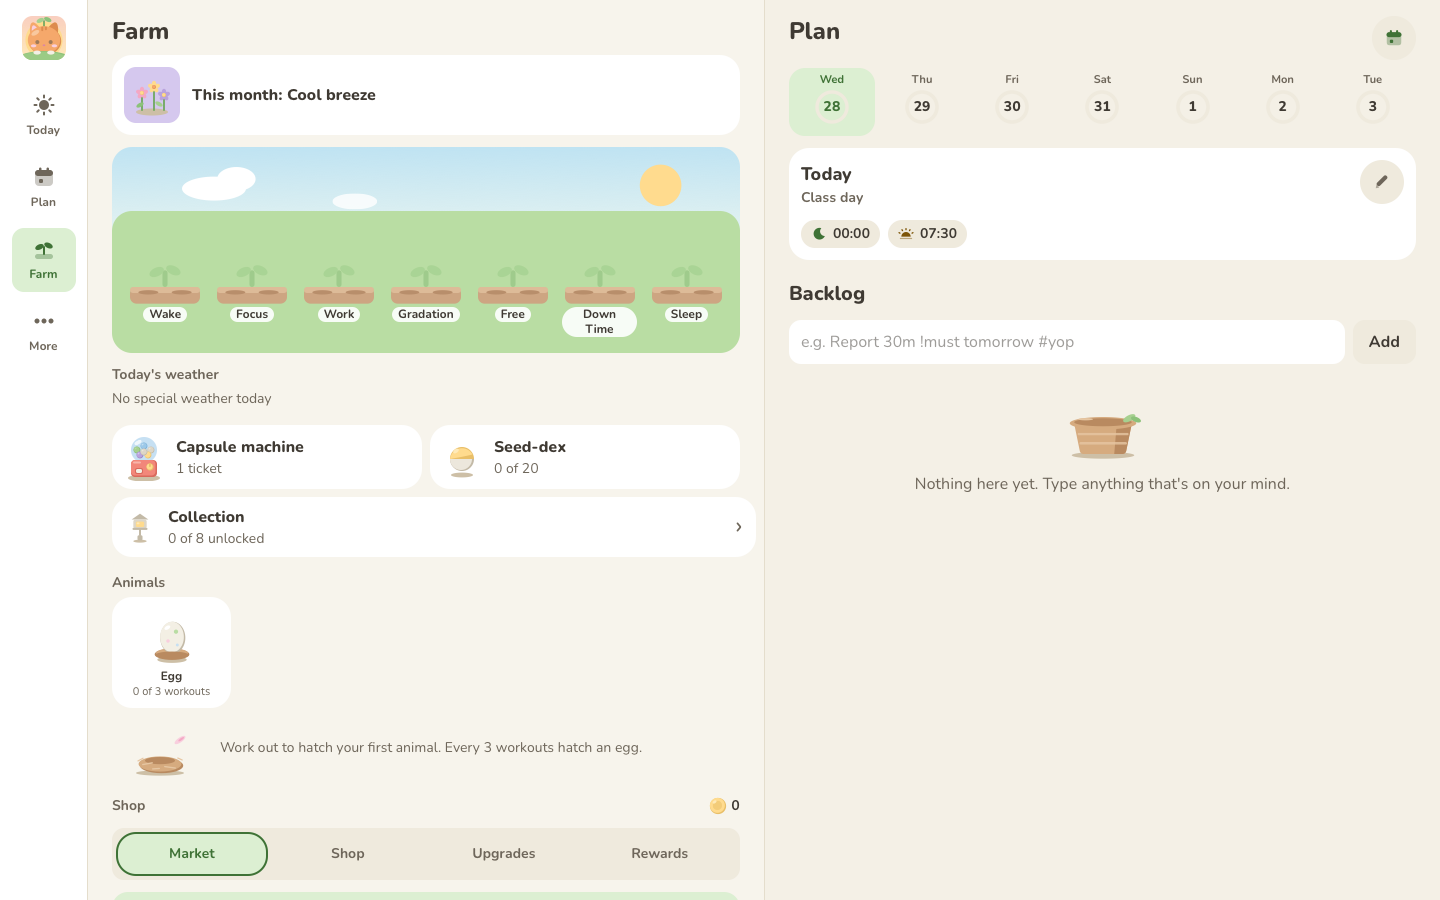 Today
Plan
Farm
More
Farm
This month: Cool breeze
Wake
Focus
Work
Gradation
Free
Down
Time
Sleep
Today's weather
No special weather today
Capsule machine
1 ticket
Seed-dex
0 of 20
Collection
0 of 8 unlocked
Animals
Egg
0 of 3 workouts
Work out to hatch your first animal. Every 3 workouts hatch an egg.
Shop
0
Market
Shop
Upgrades
Rewards
Plan
Wed
28
Thu
29
Fri
30
Sat
31
Sun
1
Mon
2
Tue
3
Today
Class day
00:00
07:30
Backlog
e.g. Report 30m !must tomorrow #yop
Add
Nothing here yet. Type anything that's on your mind.